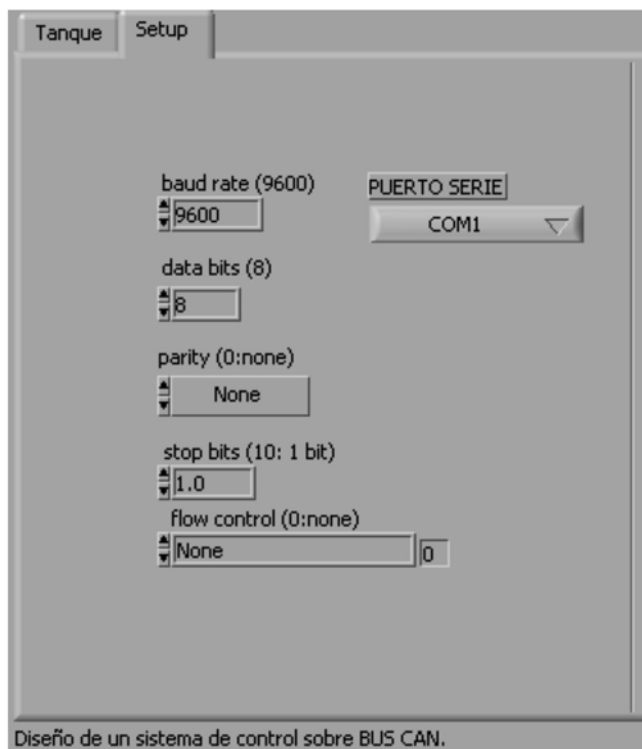 Tanque Setup
baud rate (9600) PUERTO SERIE
9600 COM1
data bits (8)
8
parity (0:none)
None
stop bits (10: 1 bit)
1.0
flow control (0:none)
None 0
Diseño de un sistema de control sobre BUS CAN.